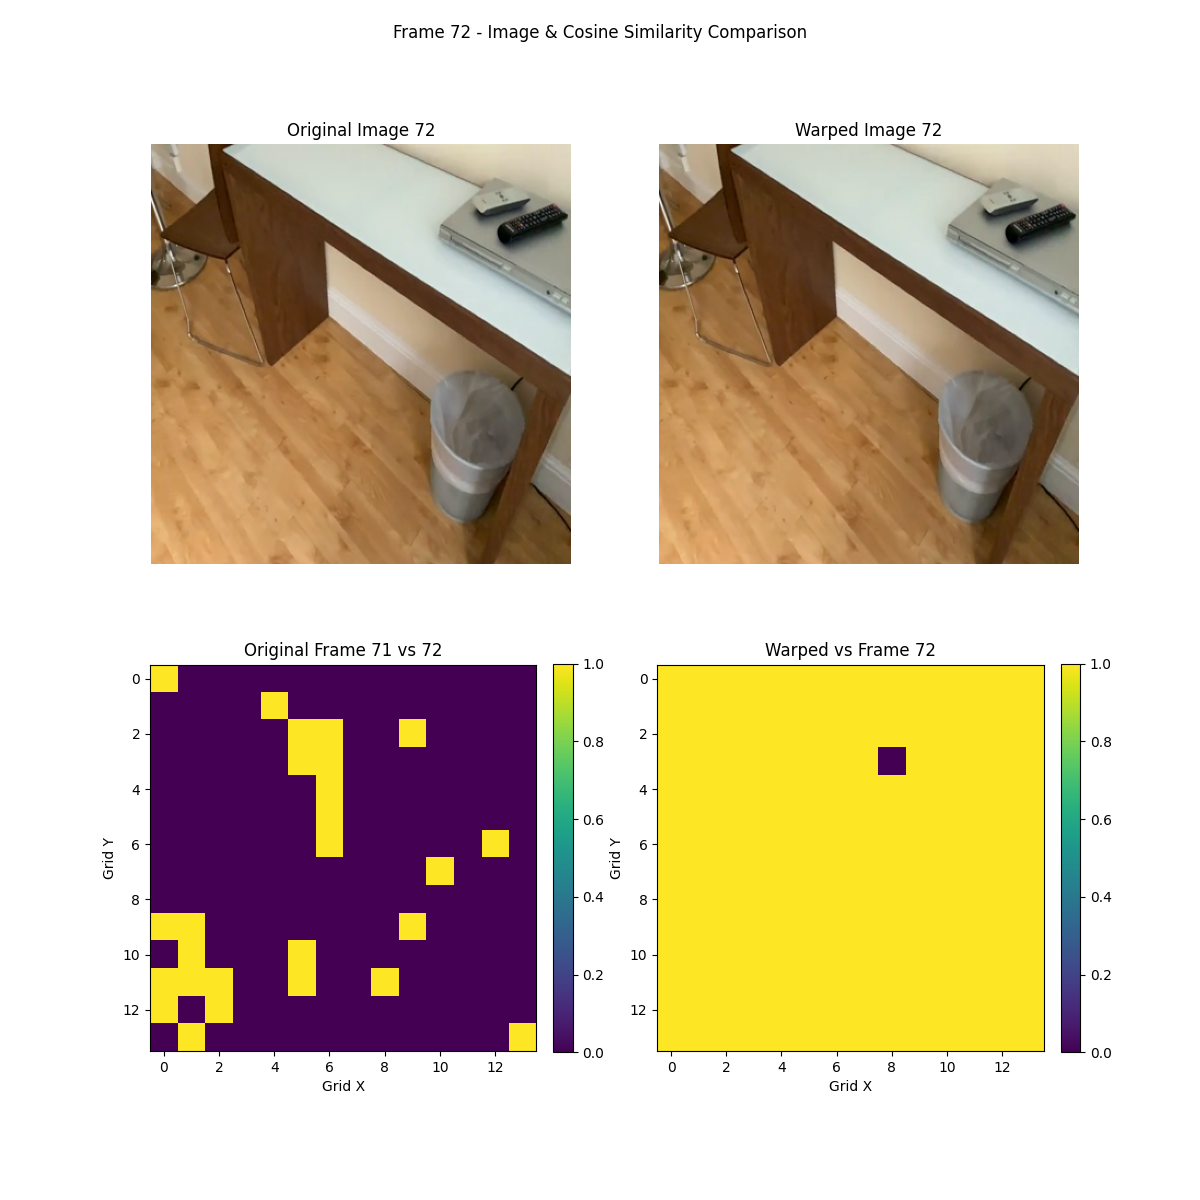 Frame 72 - Image & Cosine Similarity Comparison
Original Image 72
Warped Image 72
Original Frame 71 vs 72
Warped vs Frame 72
Grid Y
0
2
4
6
8
10
12
0 2 4 6 8 10 12
Grid X
1.0
0.8
0.6
0.4
0.2
0.0
Grid Y
0
2
4
6
8
10
12
0 2 4 6 8 10 12
Grid X
1.0
0.8
0.6
0.4
0.2
0.0